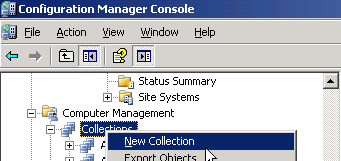 Configuration Manager Console
File Action View Window Help
Status Summary
Site Systems
Computer Management
Collections
New Collection
A
Export Objects
A